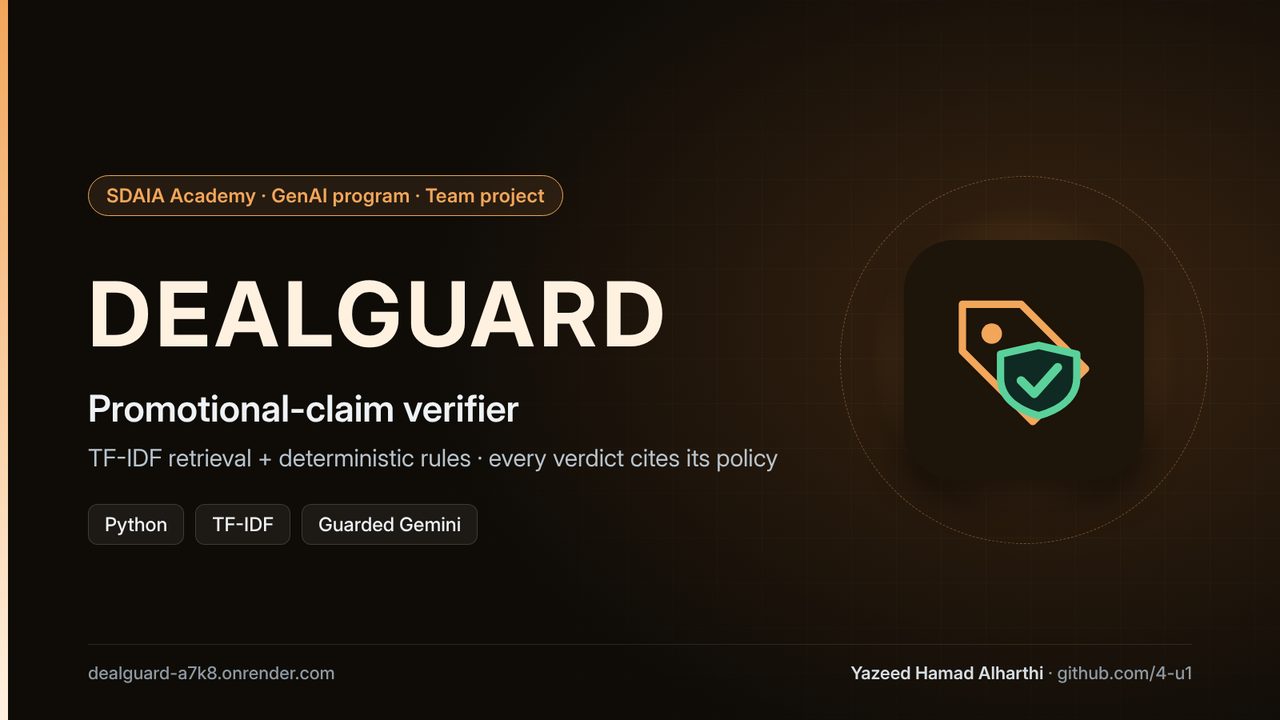 SDAIA Academy · GenAI program · Team project
DEALGUARD
Promotional-claim verifier
TF-IDF retrieval + deterministic rules · every verdict cites its policy
Python TF-IDF Guarded Gemini
dealguard-a7k8.onrender.com
Yazeed Hamad Alharthi · github.com/4-u1